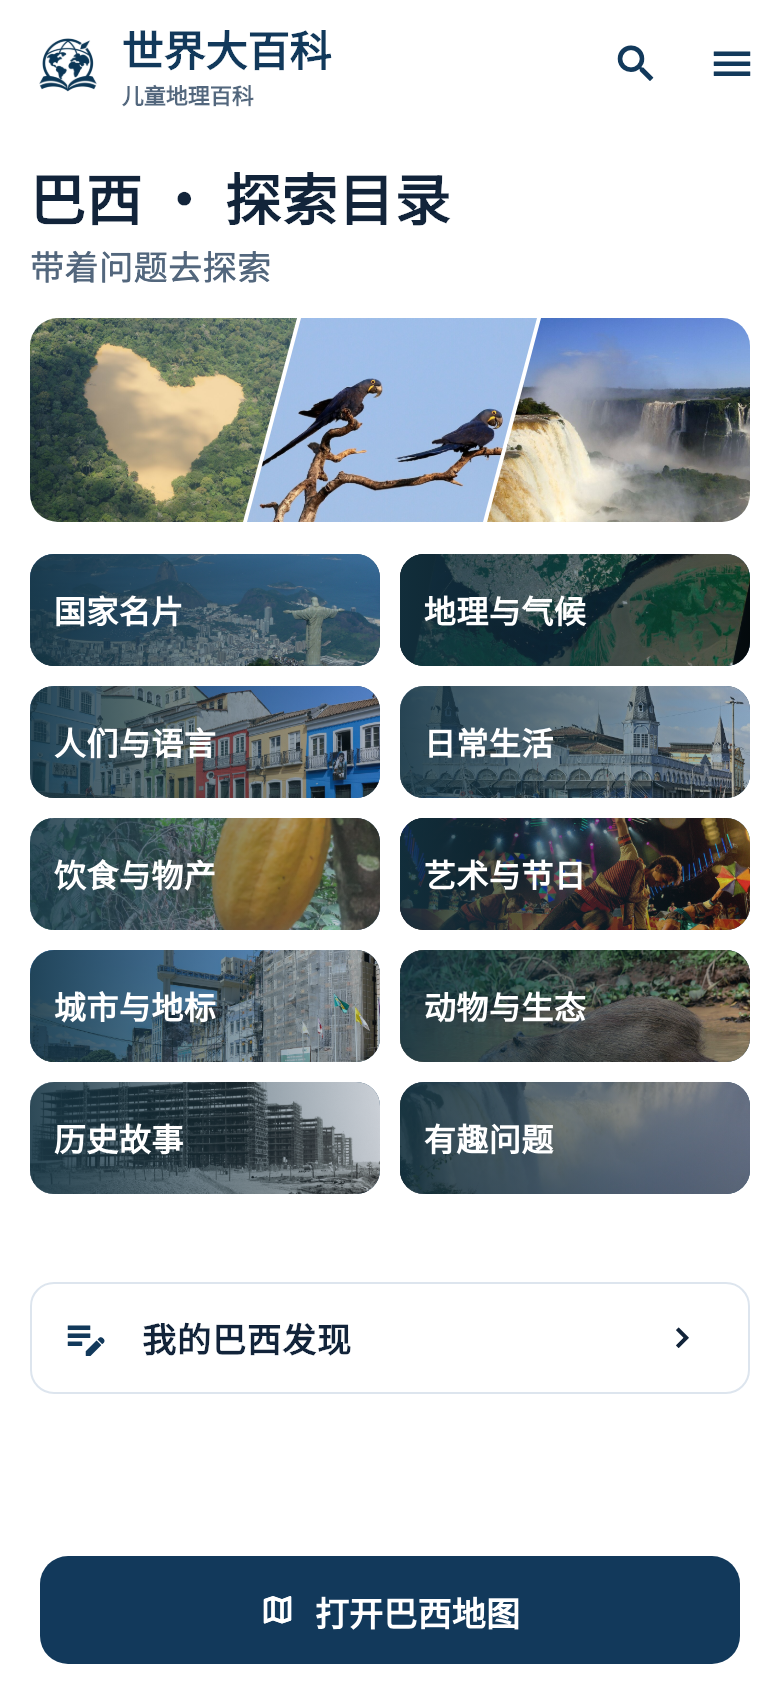 世界大百科
儿童地理百科
巴西 · 探索目录
带着问题去探索
国家名片
地理与气候
人们与语言
日常生活
饮食与物产
艺术与节日
城市与地标
动物与生态
历史故事
有趣问题
我的巴西发现
打开巴西地图